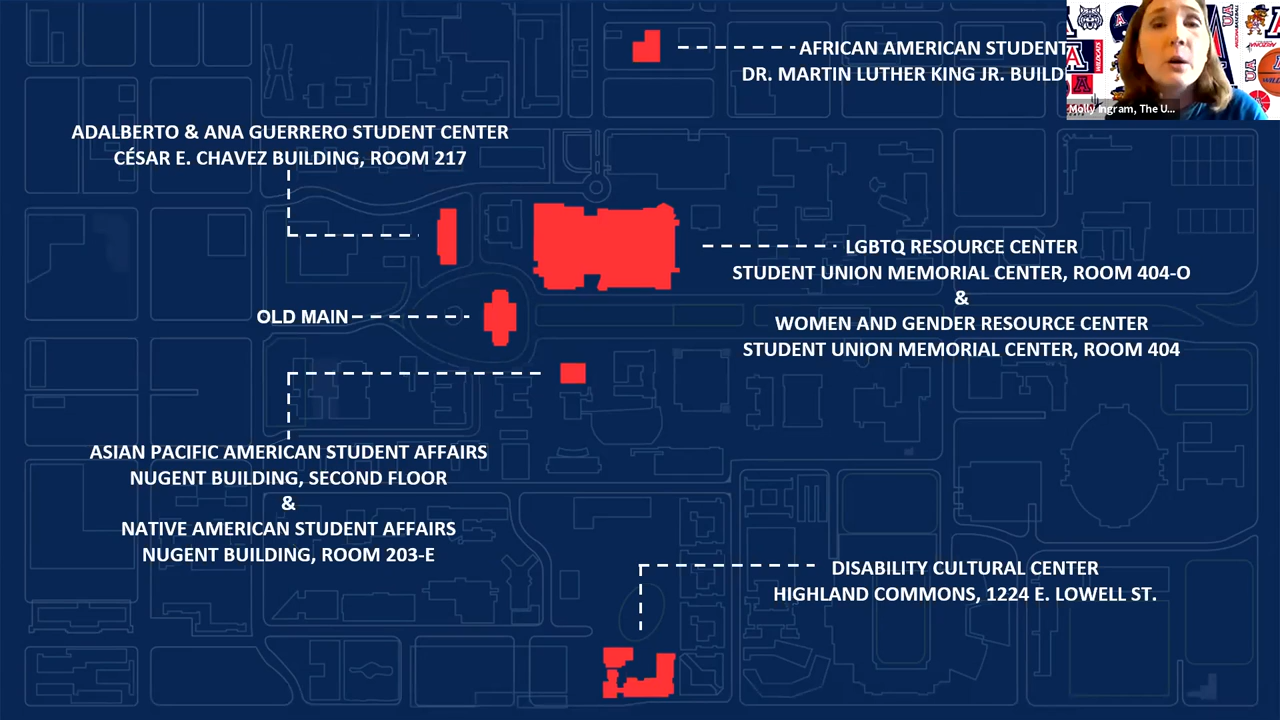 AFRICAN AMERICAN STUDENT
DR. MARTIN LUTHER KING JR. BUILD
Molly Ingram, The U...
ADALBERTO & ANA GUERRERO STUDENT CENTER
CÉSAR E. CHAVEZ BUILDING, ROOM 217
LGBTQ RESOURCE CENTER
STUDENT UNION MEMORIAL CENTER, ROOM 404-O
&
WOMEN AND GENDER RESOURCE CENTER
STUDENT UNION MEMORIAL CENTER, ROOM 404
OLD MAIN
ASIAN PACIFIC AMERICAN STUDENT AFFAIRS
NUGENT BUILDING, SECOND FLOOR
&
NATIVE AMERICAN STUDENT AFFAIRS
NUGENT BUILDING, ROOM 203-E
DISABILITY CULTURAL CENTER
HIGHLAND COMMONS, 1224 E. LOWELL ST.